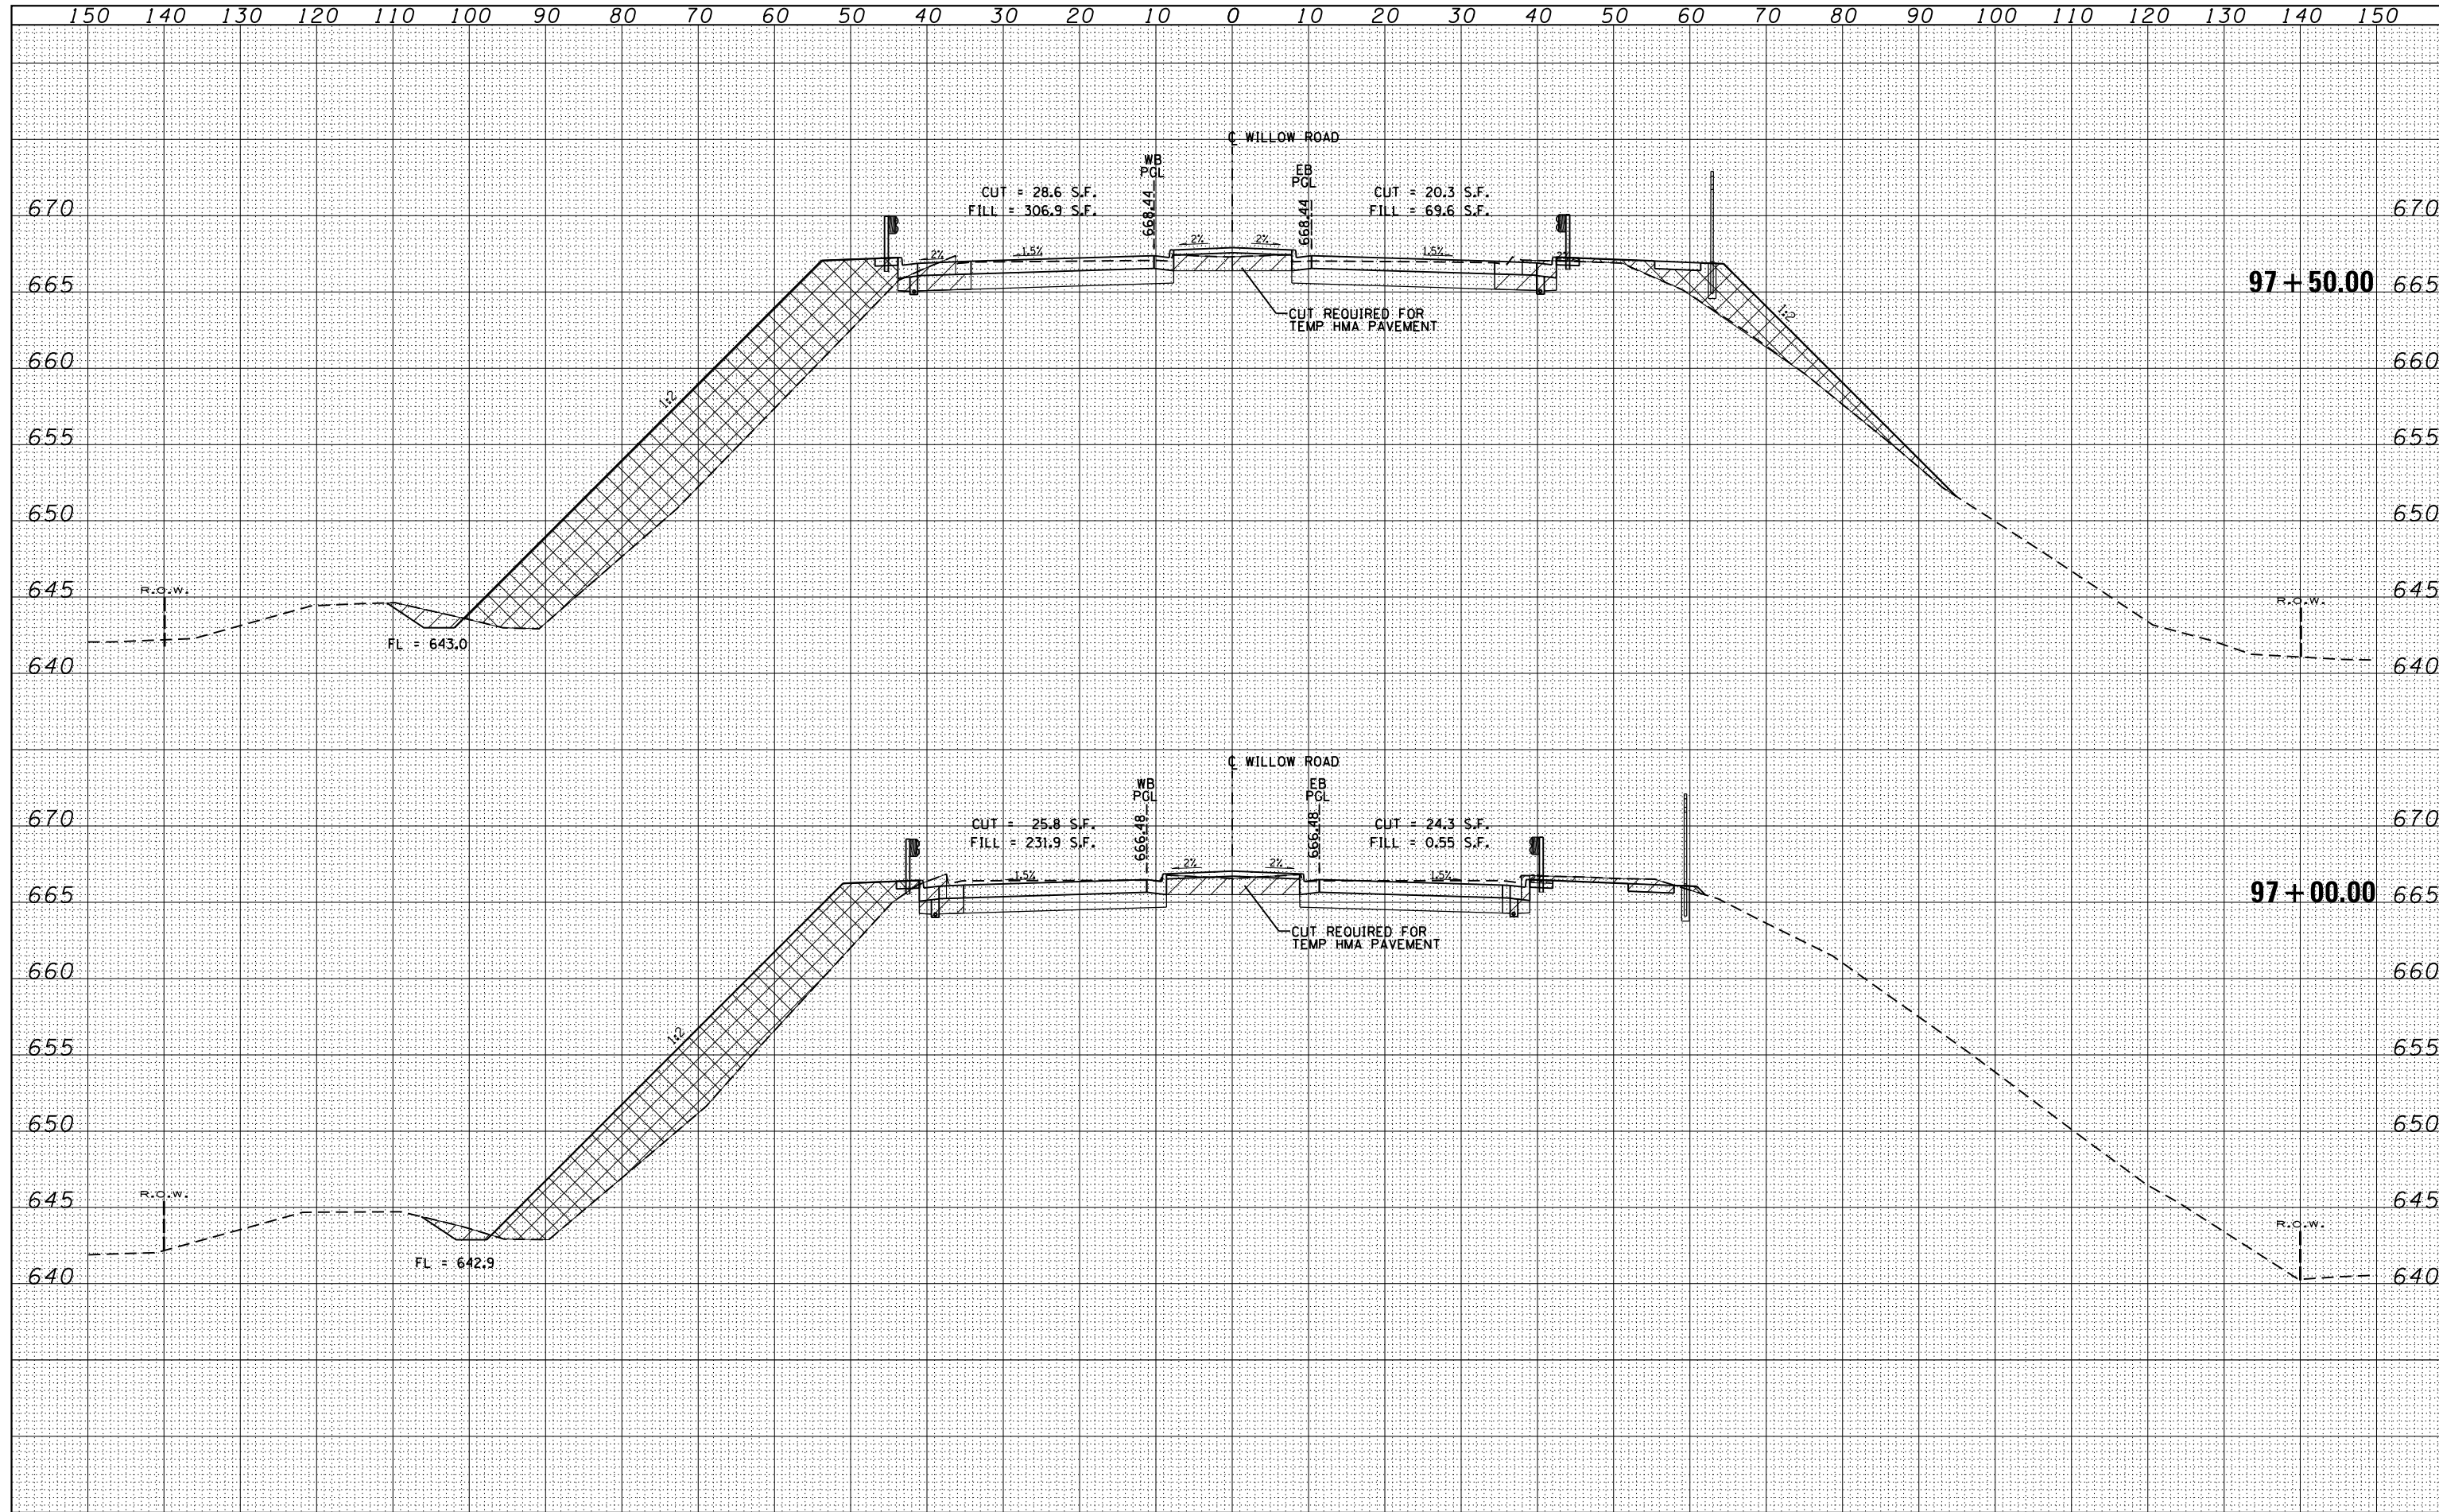 150 140 130 120 110 100 90 80 70 60 50 40 30 20 10 0 10 20 30 40 50 60 70 80 90 100 110 120 130 140 150
℄ WILLOW ROAD
WB
PGL
EB
PGL
668.44
668.44
CUT = 28.6 S.F.
FILL = 306.9 S.F.
CUT = 20.3 S.F.
FILL = 69.6 S.F.
670 670
2% 1.5% 2% 2% 1.5%
97+50.00
665 665
1:2
CUT REQUIRED FOR
TEMP HMA PAVEMENT
660 660
1:2
655 655
650 650
645 645
R.O.W. R.O.W.
FL = 643.0
640 640
℄ WILLOW ROAD
WB
PGL
EB
PGL
666.48
666.48
CUT = 25.8 S.F.
FILL = 231.9 S.F.
CUT = 24.3 S.F.
FILL = 0.55 S.F.
670 670
1.5% 2% 2% 1.5%
97+00.00
665 665
CUT REQUIRED FOR
TEMP HMA PAVEMENT
660 660
1:2
655 655
650 650
645 645
R.O.W. R.O.W.
FL = 642.9
640 640